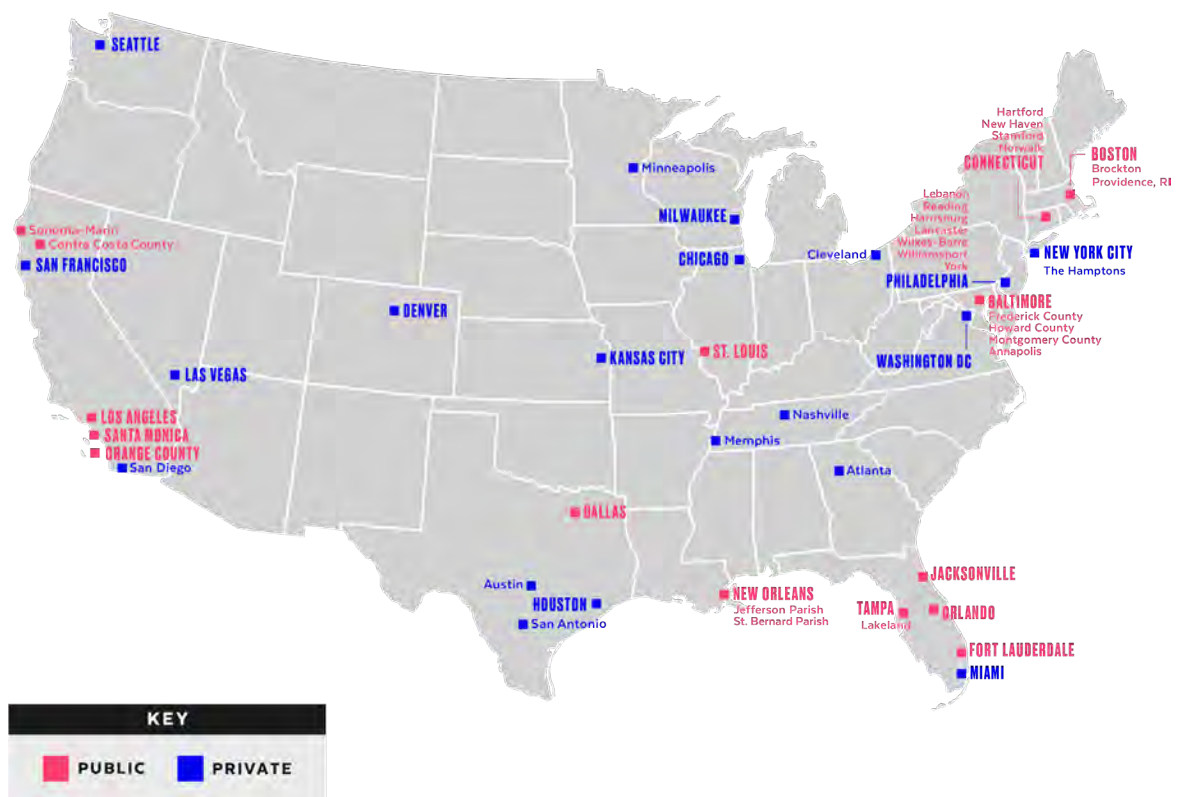 SEATTLE
Hartford
New Haven
Stamford
Norwalk
CONNECTICUT
BOSTON
Brockton
Providence, RI
Minneapolis
MILWAUKEE
CHICAGO
Cleveland
Lebanon
Reading
Harrisburg
Lancaster
Williamsport
York
PHILADELPHIA
NEW YORK CITY
The Hamptons
BALTIMORE
Frederick County
Howard County
Montgomery County
Annapolis
WASHINGTON DC
Sonoma-Marin
Contra Costa County
SAN FRANCISCO
DENVER
KANSAS CITY
ST. LOUIS
LAS VEGAS
LOS ANGELES
SANTA MONICA
ORANGE COUNTY
San Diego
Nashville
Memphis
Atlanta
DALLAS
Austin
HOUSTON
San Antonio
NEW ORLEANS
Jefferson Parish
St. Bernard Parish
JACKSONVILLE
TAMPA
Lakeland
ORLANDO
FORT LAUDERDALE
MIAMI
KEY
PUBLIC
PRIVATE